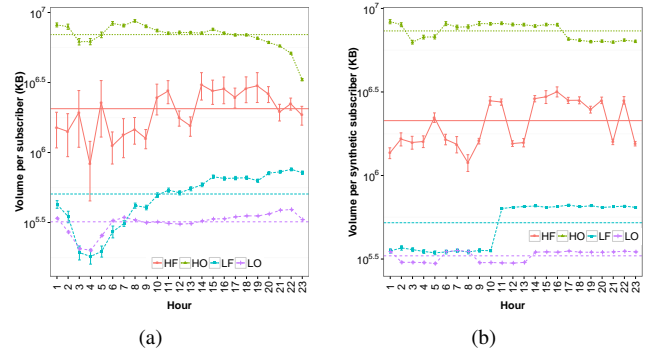 10^7
10^6.5
10^6
10^5.5
Volume per subscriber (KB)
HF HO LF LO
1 2 3 4 5 6 7 8 9 10 11 12 13 14 15 16 17 18 19 20 21 22 23
Hour
(a)
10^7
10^6.5
10^6
10^5.5
Volume per synthetic subscriber (KB)
HF HO LF LO
1 2 3 4 5 6 7 8 9 10 11 12 13 14 15 16 17 18 19 20 21 22 23
Hour
(b)